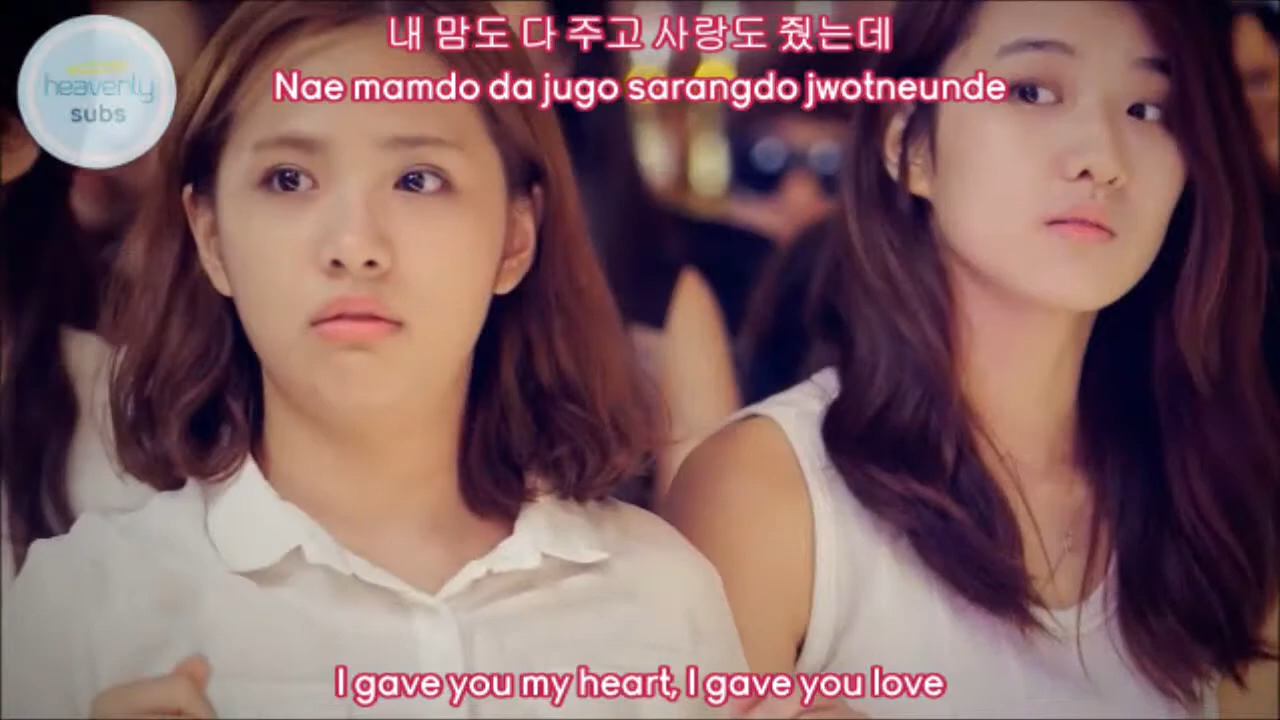 내 맘도 다 주고 사랑도 줬는데
Nae mamdo da jugo sarangdo jwotneunde
heavenly
subs
I gave you my heart, I gave you love